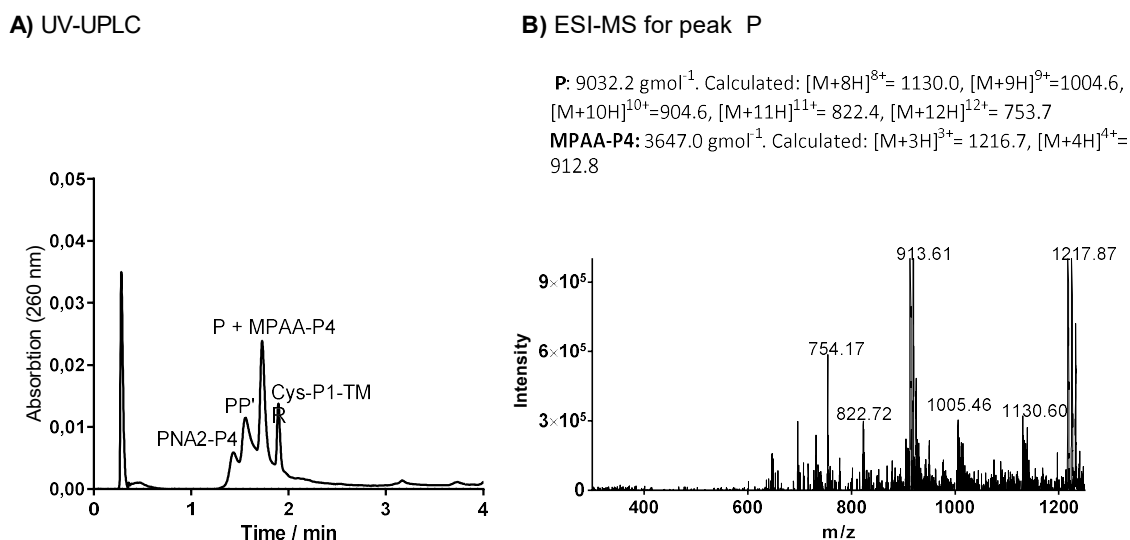 A) UV-UPLC
B) ESI-MS for peak P
P: 9032.2 gmol-1. Calculated: [M+8H]8+= 1130.0, [M+9H]9+=1004.6,
[M+10H]10+=904.6, [M+11H]11+= 822.4, [M+12H]12+= 753.7
MPAA-P4: 3647.0 gmol-1. Calculated: [M+3H]3+= 1216.7, [M+4H]4+=
912.8
Absorbtion (260 nm)
0,05
0,04
0,03
0,02
0,01
0,00
P + MPAA-P4
Cys-P1-TM
R
PP'
PNA2-P4
0 1 2 3 4
Time / min
Intensity
9×10⁵
6×10⁵
3×10⁵
0
913.61
1217.87
754.17
822.72
1005.46
1130.60
400 600 800 1000 1200
m/z